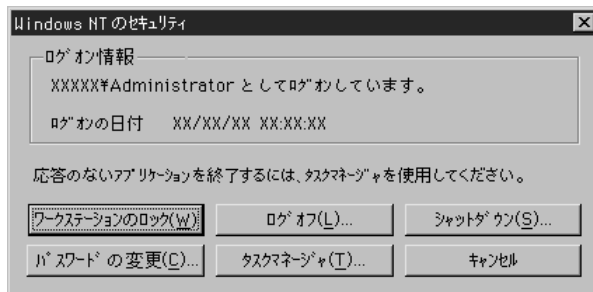 Windows NT のｾｷｭﾘﾃｨ
ﾛｸﾞｵﾝ情報
XXXXX¥Administrator としてﾛｸﾞｵﾝしています。
ﾛｸﾞｵﾝの日付 XX/XX/XX XX:XX:XX
応答のないｱﾌﾟﾘｹｰｼｮﾝを終了するには、ﾀｽｸﾏﾈｰｼﾞｬを使用してください。
ﾜｰｸｽﾃｰｼｮﾝのﾛｯｸ(W) ﾛｸﾞｵﾌ(L)... ｼｬｯﾄﾀﾞｳﾝ(S)...
ﾊﾟｽﾜｰﾄﾞの変更(C)... ﾀｽｸﾏﾈｰｼﾞｬ(T)... ｷｬﾝｾﾙ